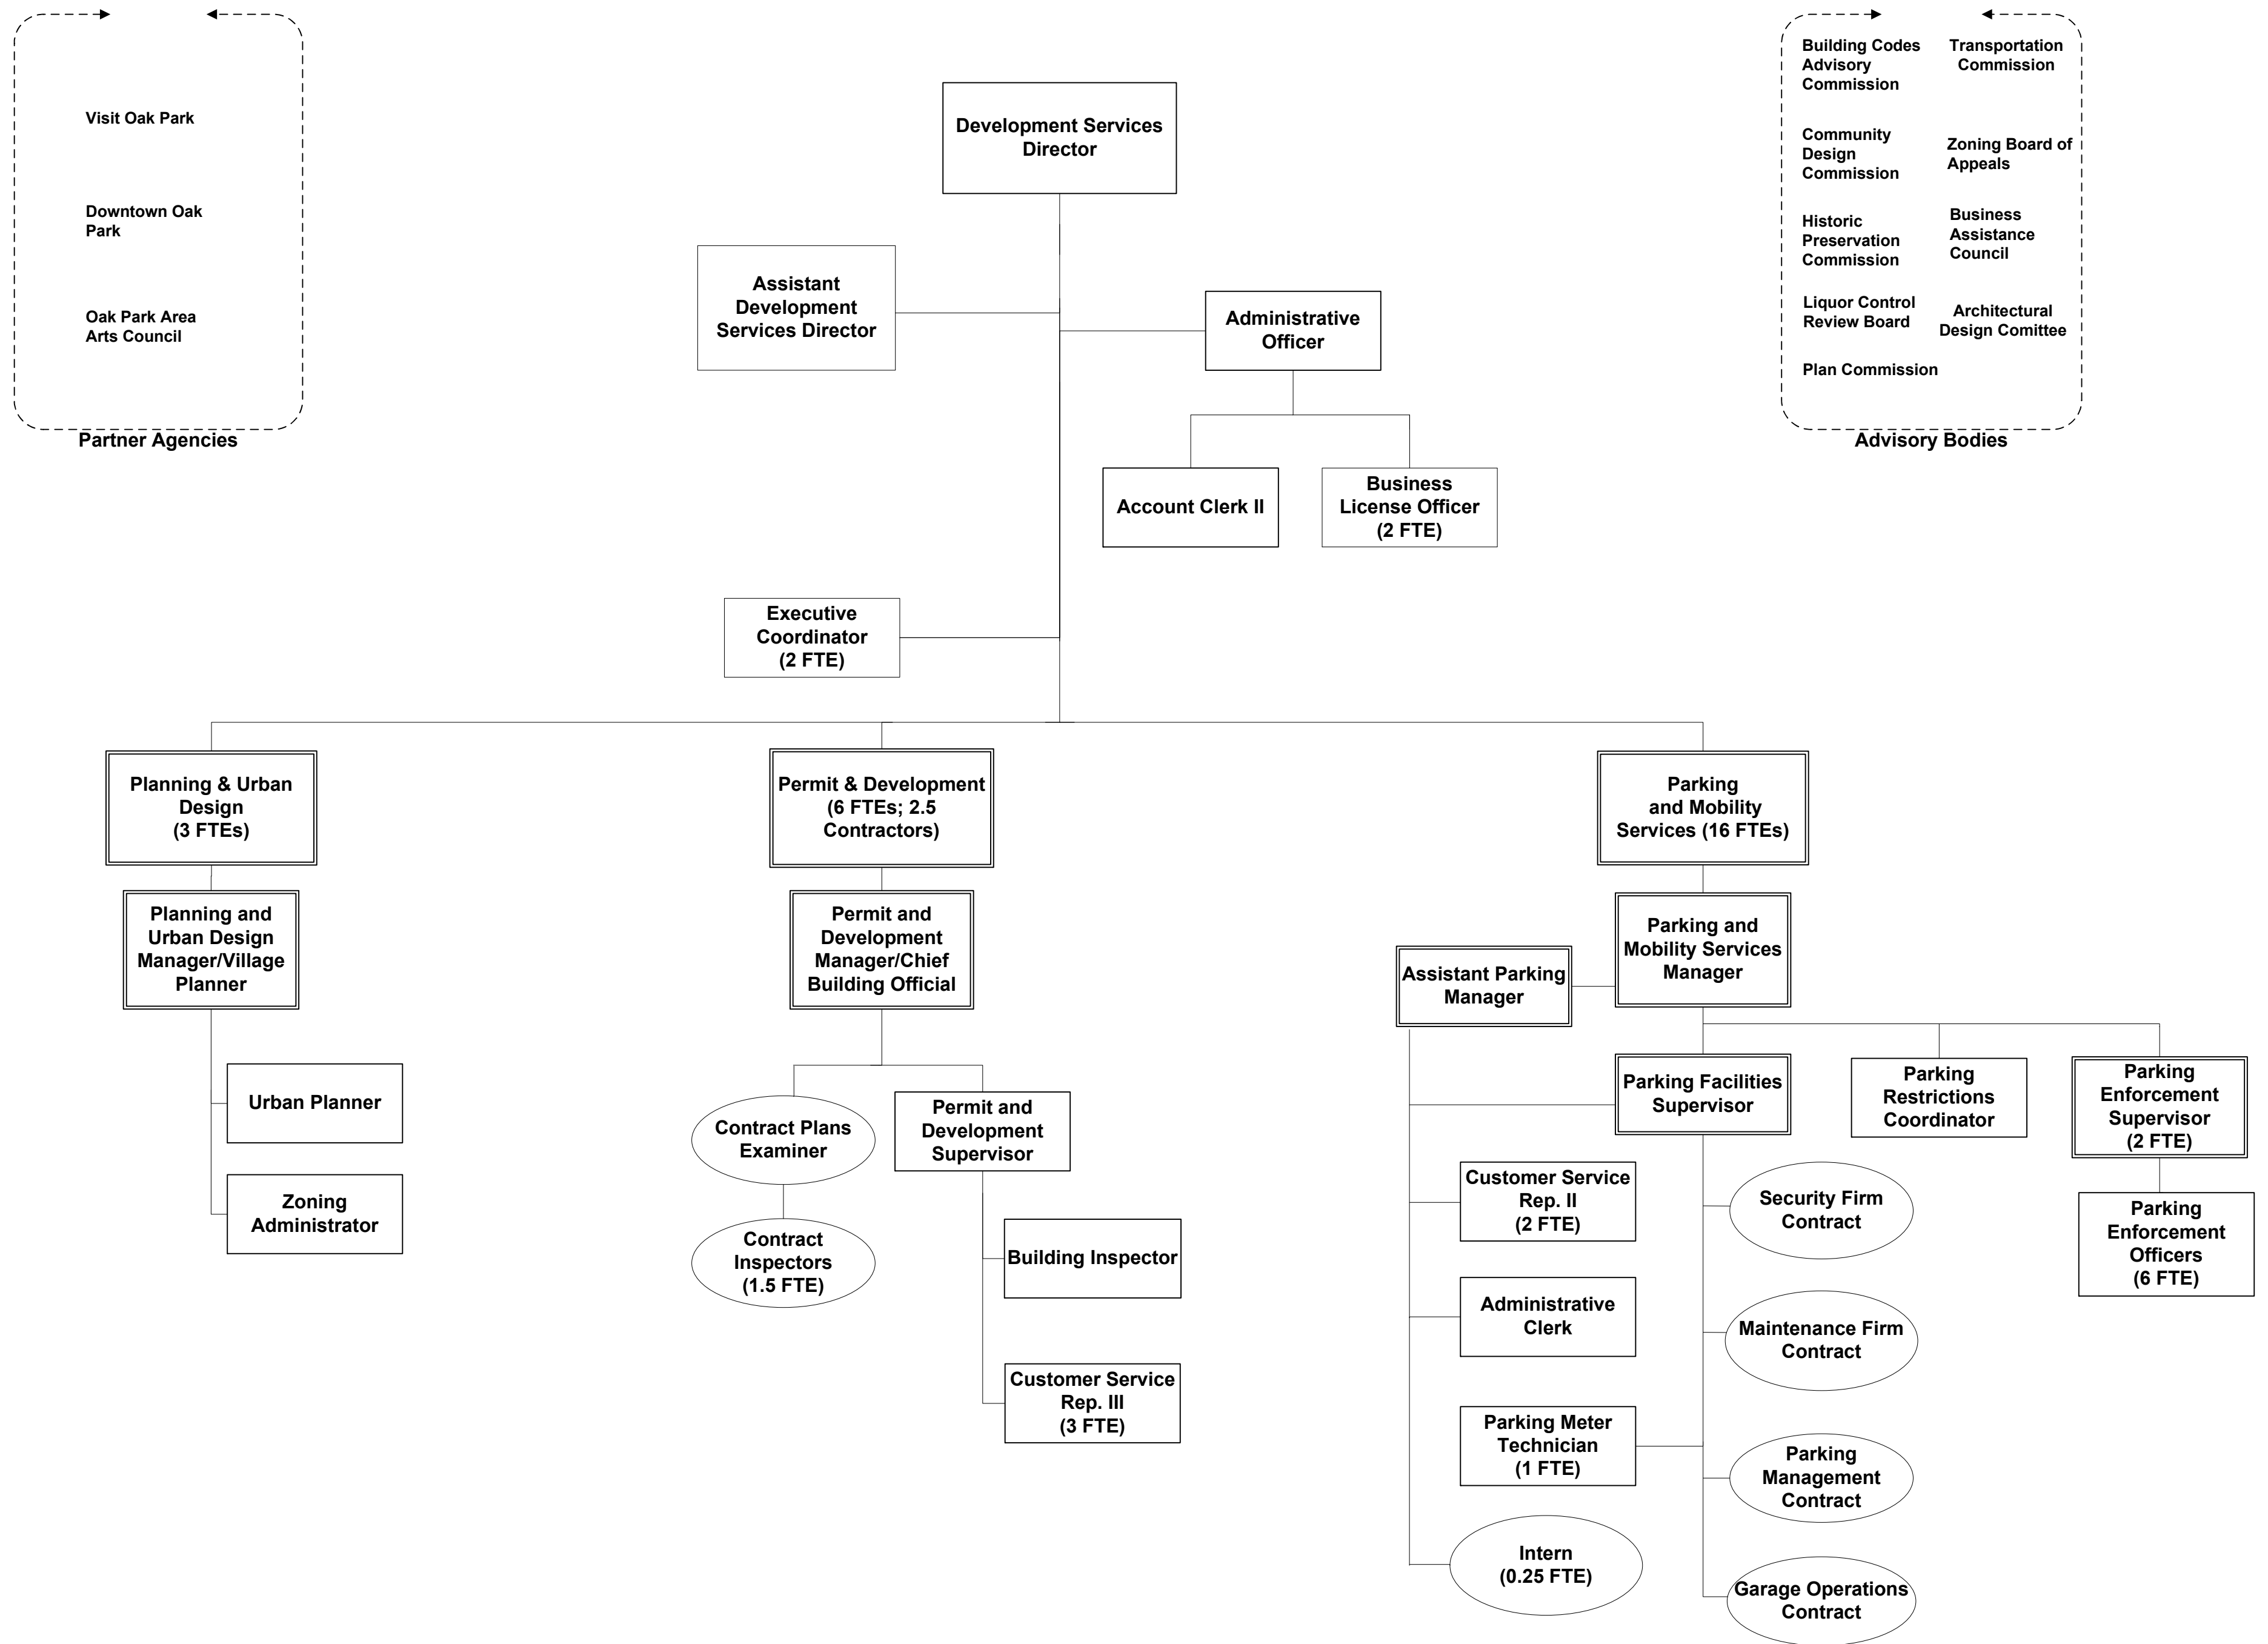 Visit Oak Park
Downtown Oak
Park
Oak Park Area
Arts Council
Partner Agencies
Building Codes
Advisory
Commission
Transportation
Commission
Community
Design
Commission
Zoning Board of
Appeals
Historic
Preservation
Commission
Business
Assistance
Council
Liquor Control
Review Board
Architectural
Design Comittee
Plan Commission
Advisory Bodies
Development Services
Director
Assistant
Development
Services Director
Administrative
Officer
Account Clerk II
Business
License Officer
(2 FTE)
Executive
Coordinator
(2 FTE)
Planning & Urban
Design
(3 FTEs)
Planning and
Urban Design
Manager/Village
Planner
Urban Planner
Zoning
Administrator
Permit & Development
(6 FTEs; 2.5
Contractors)
Permit and
Development
Manager/Chief
Building Official
Contract Plans
Examiner
Contract
Inspectors
(1.5 FTE)
Permit and
Development
Supervisor
Building Inspector
Customer Service
Rep. III
(3 FTE)
Parking
and Mobility
Services (16 FTEs)
Parking and
Mobility Services
Manager
Assistant Parking
Manager
Parking Facilities
Supervisor
Parking
Restrictions
Coordinator
Parking
Enforcement
Supervisor
(2 FTE)
Parking
Enforcement
Officers
(6 FTE)
Customer Service
Rep. II
(2 FTE)
Administrative
Clerk
Parking Meter
Technician
(1 FTE)
Intern
(0.25 FTE)
Security Firm
Contract
Maintenance Firm
Contract
Parking
Management
Contract
Garage Operations
Contract